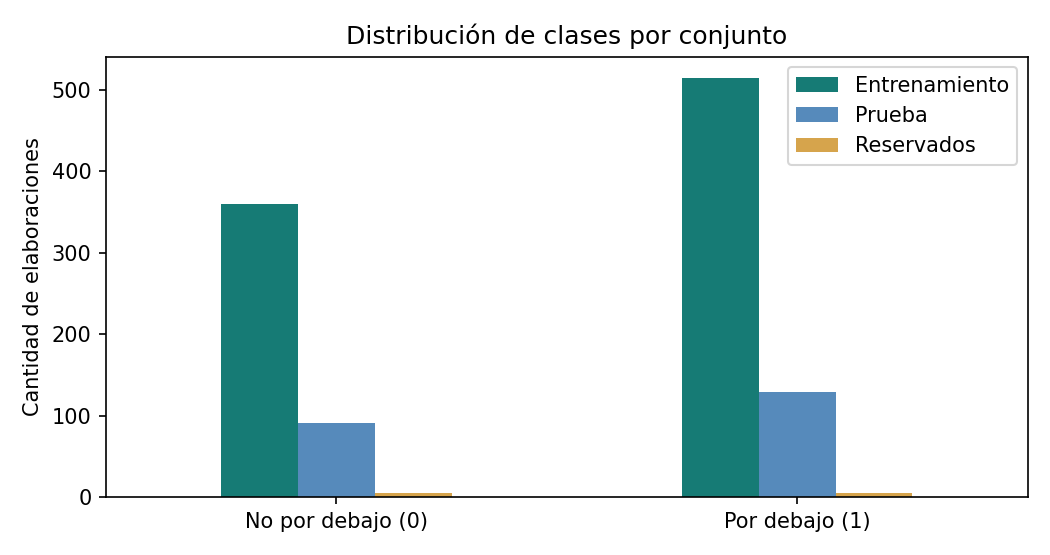 Distribución de clases por conjunto
Cantidad de elaboraciones
500
400
300
200
100
0
Entrenamiento
Prueba
Reservados
No por debajo (0)
Por debajo (1)